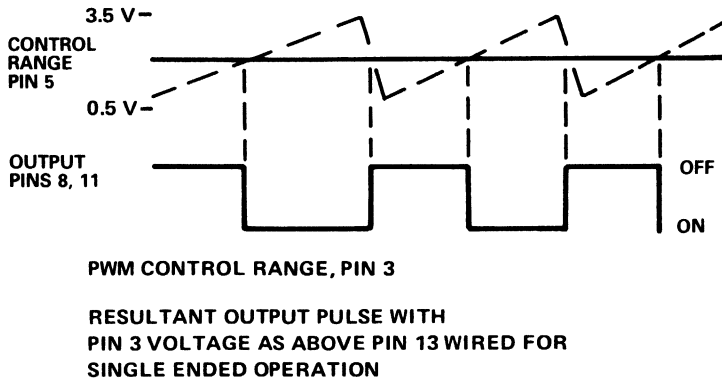 3.5 V
CONTROL
RANGE
PIN 5
0.5 V
OUTPUT
PINS 8, 11
OFF
ON
PWM CONTROL RANGE, PIN 3
RESULTANT OUTPUT PULSE WITH
PIN 3 VOLTAGE AS ABOVE PIN 13 WIRED FOR
SINGLE ENDED OPERATION